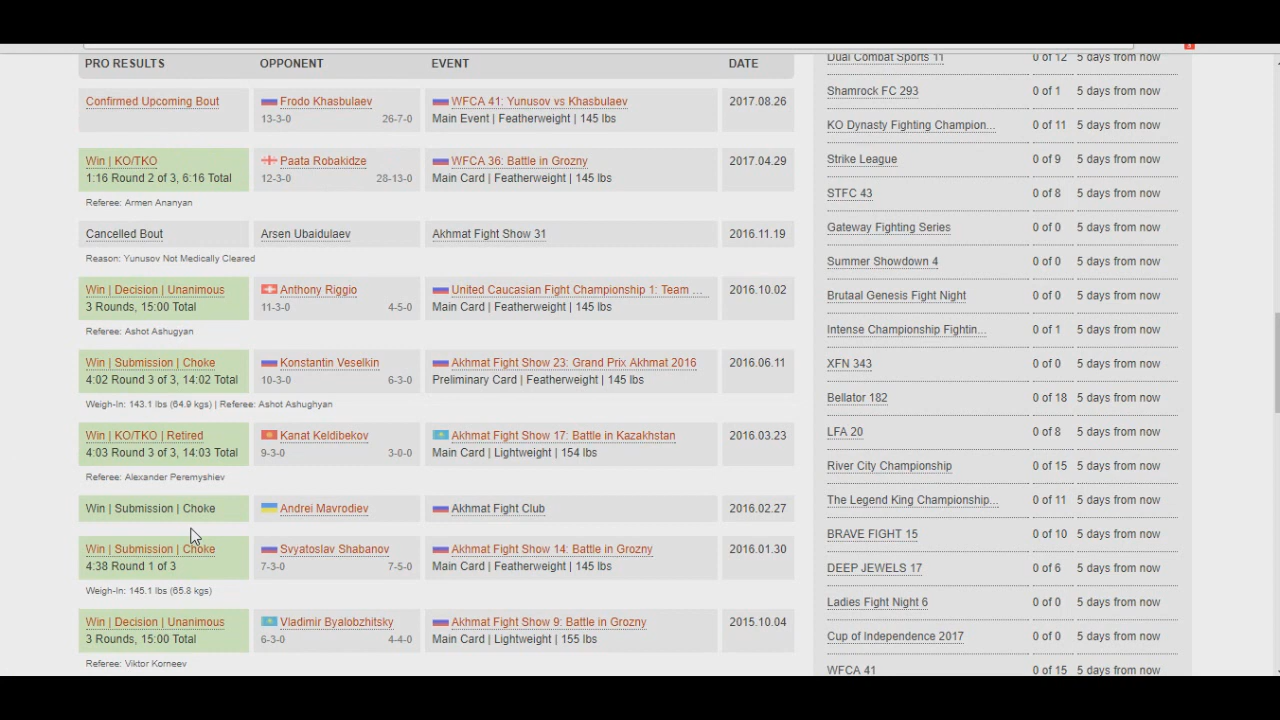 3
PRO RESULTS OPPONENT EVENT DATE
Confirmed Upcoming Bout Frodo Khasbulaev WFCA 41: Yunusov vs Khasbulaev 2017.08.26
13-3-0 26-7-0 Main Event | Featherweight | 145 lbs
Win | KO/TKO Paata Robakidze WFCA 36: Battle in Grozny 2017.04.29
1:16 Round 2 of 3, 6:16 Total 12-3-0 28-13-0 Main Card | Featherweight | 145 lbs
Referee: Armen Ananyan
Cancelled Bout Arsen Ubaidulaev Akhmat Fight Show 31 2016.11.19
Reason: Yunusov Not Medically Cleared
Win | Decision | Unanimous Anthony Riggio United Caucasian Fight Championship 1: Team ... 2016.10.02
3 Rounds, 15:00 Total 11-3-0 4-5-0 Main Card | Featherweight | 145 lbs
Referee: Ashot Ashugyan
Win | Submission | Choke Konstantin Veselkin Akhmat Fight Show 23: Grand Prix Akhmat 2016 2016.06.11
4:02 Round 3 of 3, 14:02 Total 10-3-0 6-3-0 Preliminary Card | Featherweight | 145 lbs
Weigh-In: 143.1 lbs (64.9 kgs) | Referee: Ashot Ashughyan
Win | KO/TKO | Retired Kanat Keldibekov Akhmat Fight Show 17: Battle in Kazakhstan 2016.03.23
4:03 Round 3 of 3, 14:03 Total 9-3-0 3-0-0 Main Card | Lightweight | 154 lbs
Referee: Alexander Peremyshiev
Win | Submission | Choke Andrei Mavrodiev Akhmat Fight Club 2016.02.27
Win | Submission | Choke Svyatoslav Shabanov Akhmat Fight Show 14: Battle in Grozny 2016.01.30
4:38 Round 1 of 3 7-3-0 7-5-0 Main Card | Featherweight | 145 lbs
Weigh-In: 145.1 lbs (65.8 kgs)
Win | Decision | Unanimous Vladimir Byalobzhitsky Akhmat Fight Show 9: Battle in Grozny 2015.10.04
3 Rounds, 15:00 Total 6-3-0 4-4-0 Main Card | Lightweight | 155 lbs
Referee: Viktor Korneev
Dual Combat Sports 11 0 of 12 5 days from now
Shamrock FC 293 0 of 1 5 days from now
KO Dynasty Fighting Champion... 0 of 11 5 days from now
Strike League 0 of 9 5 days from now
STFC 43 0 of 8 5 days from now
Gateway Fighting Series 0 of 0 5 days from now
Summer Showdown 4 0 of 0 5 days from now
Brutaal Genesis Fight Night 0 of 0 5 days from now
Intense Championship Fightin... 0 of 1 5 days from now
XFN 343 0 of 0 5 days from now
Bellator 182 0 of 18 5 days from now
LFA 20 0 of 8 5 days from now
River City Championship 0 of 15 5 days from now
The Legend King Championship... 0 of 11 5 days from now
BRAVE FIGHT 15 0 of 10 5 days from now
DEEP JEWELS 17 0 of 6 5 days from now
Ladies Fight Night 6 0 of 0 5 days from now
Cup of Independence 2017 0 of 0 5 days from now
WFCA 41 0 of 15 5 days from now